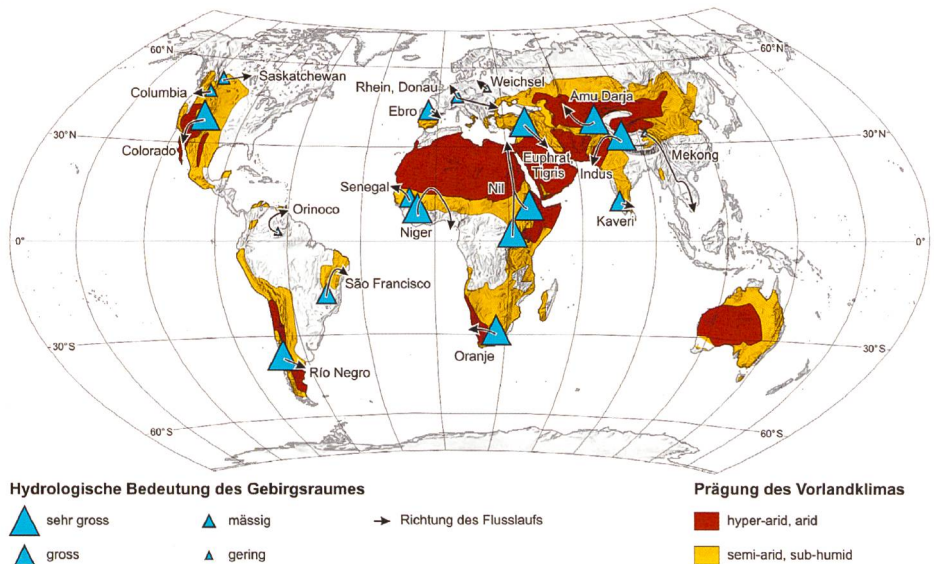 60°N
60°N
Saskatchewan
Columbia
Rhein, Donau
Weichsel
Amu Darja
Ebro
30°N
30°N
Colorado
Euphrat,
Tigris
Indus
Mekong
Senegal
Nil
Orinoco
Niger
Kaveri
0°
0°
São Francisco
30°S
30°S
Oranje
Río Negro
60°S
60°S
Hydrologische Bedeutung des Gebirgsraumes
sehr gross
mässig
Richtung des Flusslaufs
gross
gering
Prägung des Vorlandklimas
hyper-arid, arid
semi-arid, sub-humid